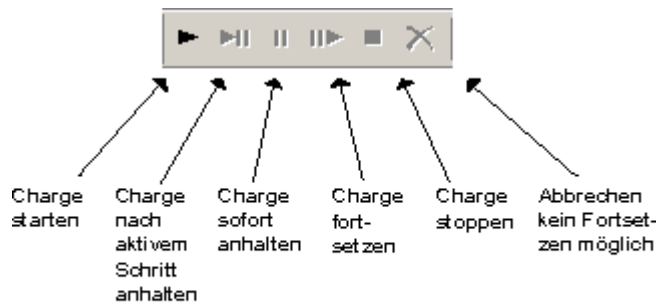 Charge
starten
Charge
nach
aktivem
Schritt
anhalten
Charge
sofort
anhalten
Charge
fort-
setzen
Charge
stoppen
Abbrechen
kein Fortset-
zen möglich